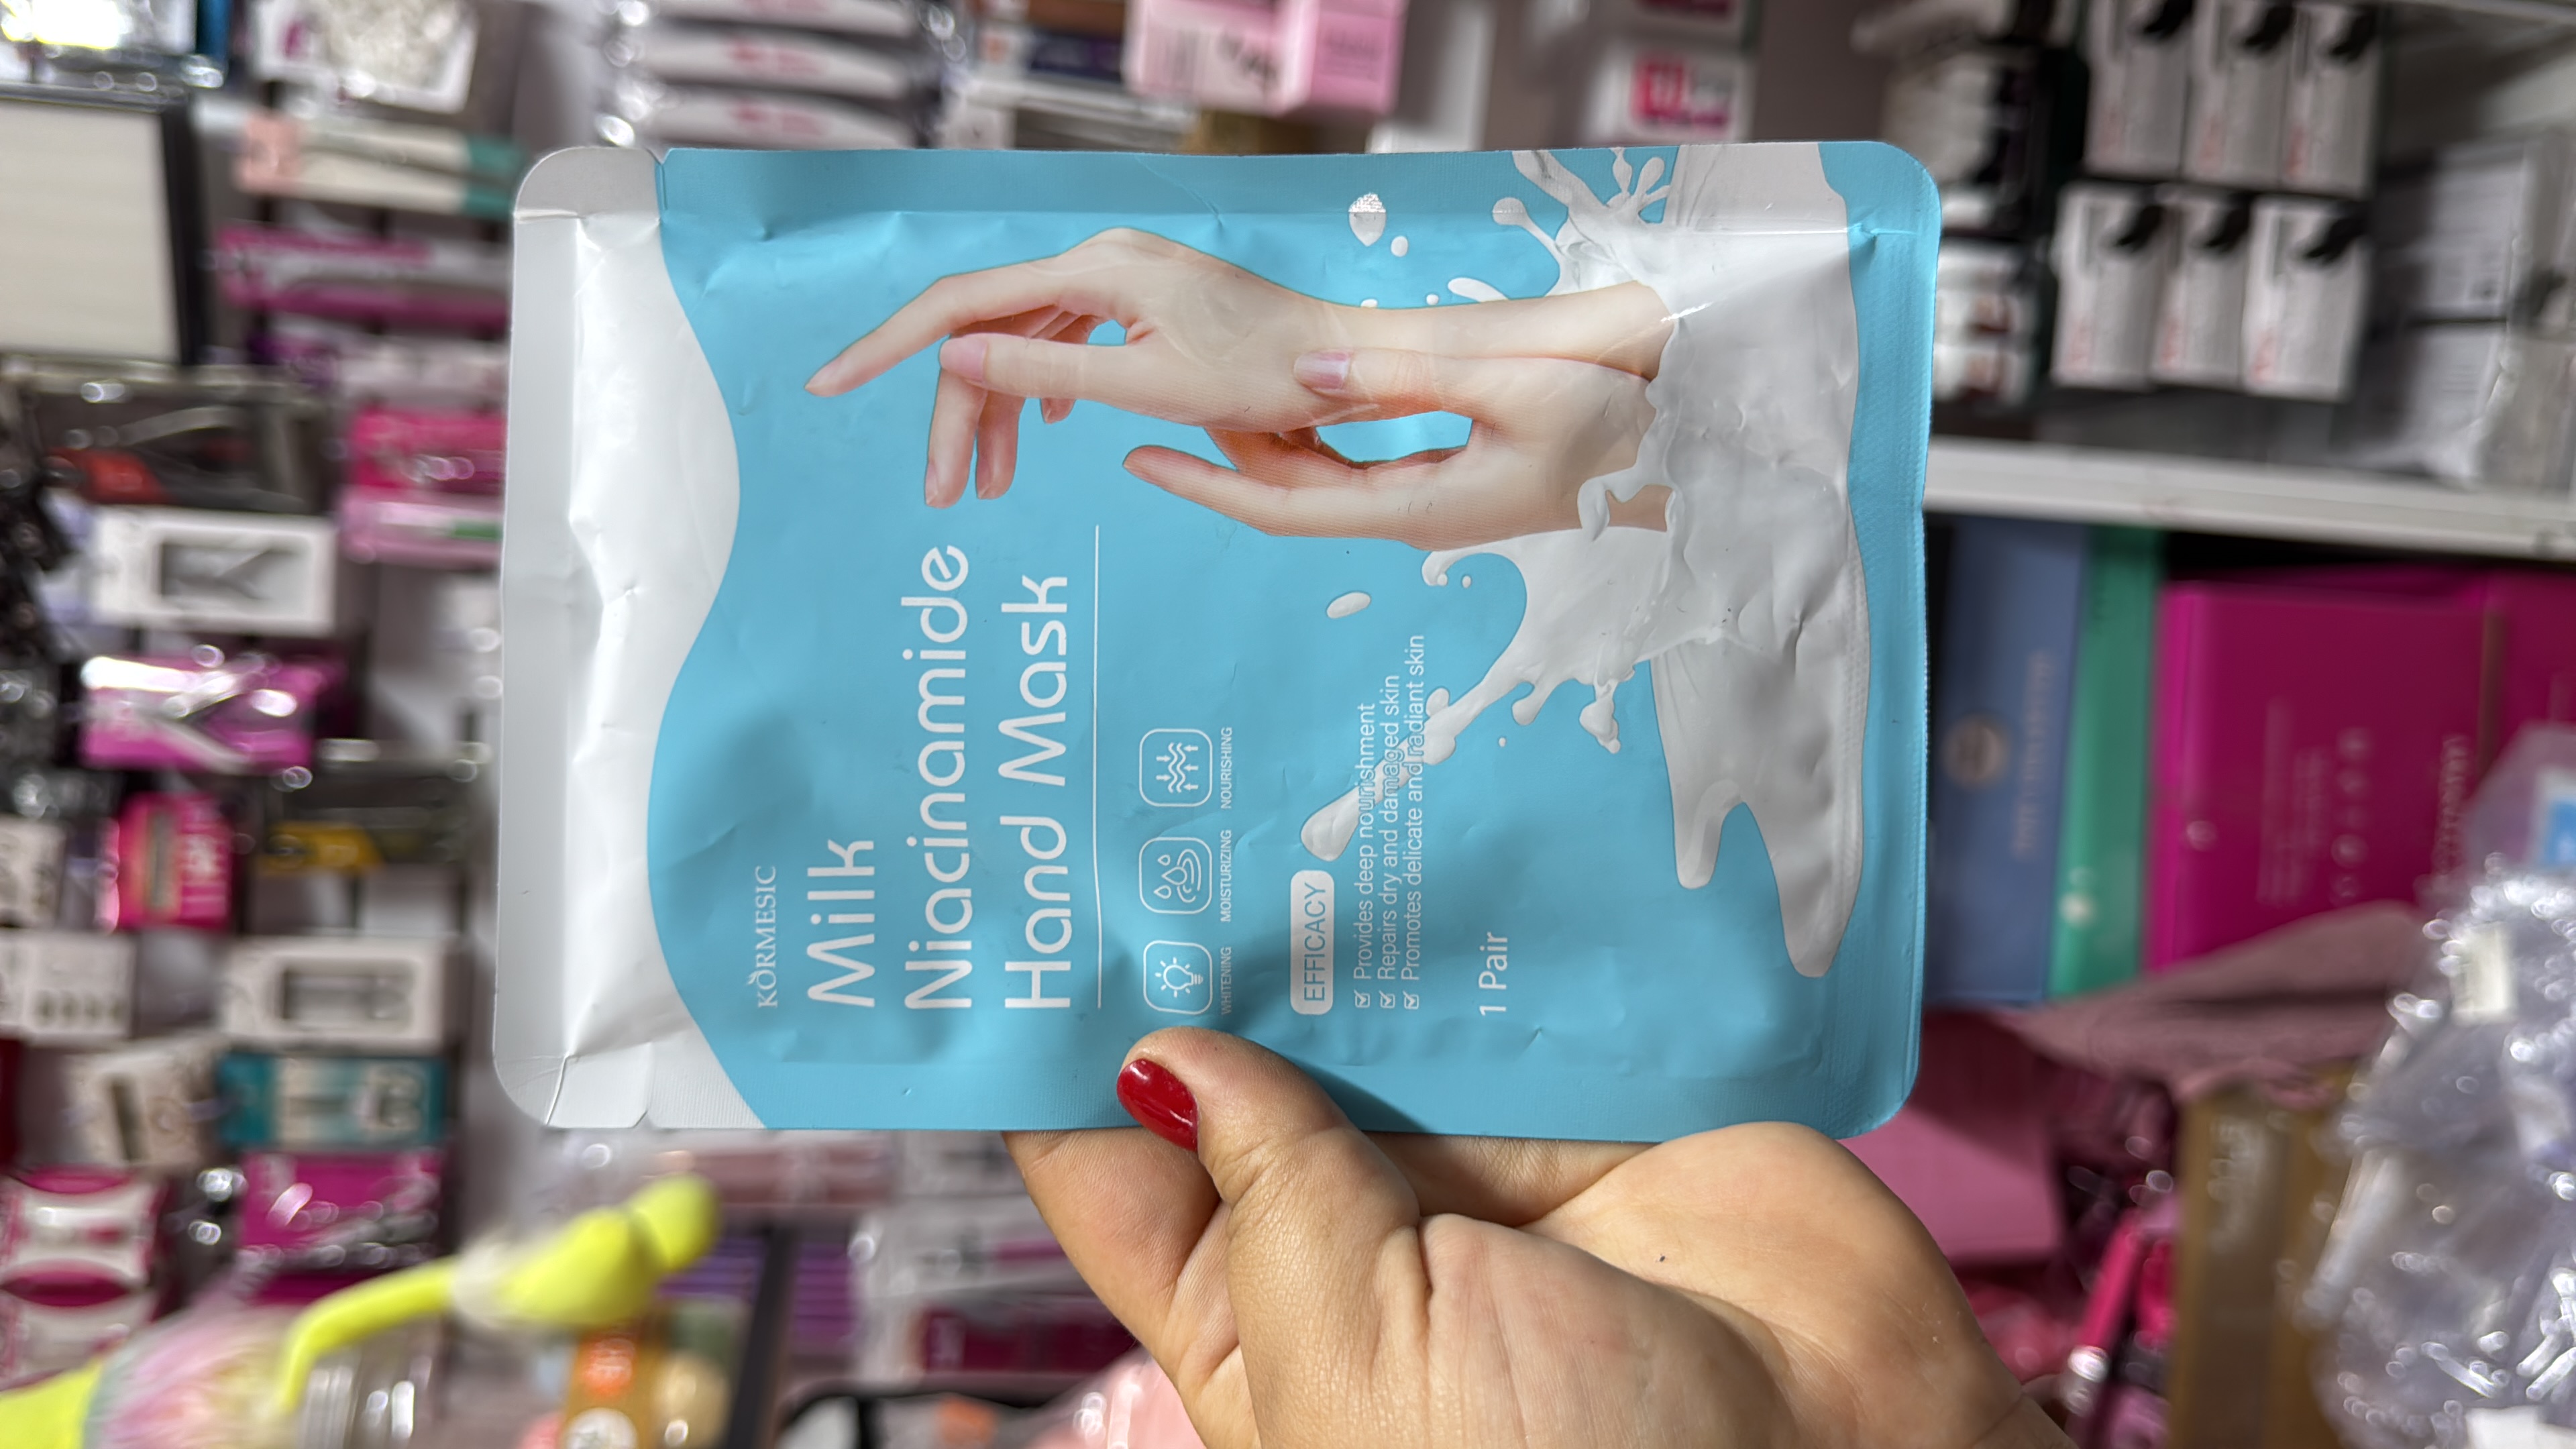 KÖRMESIC
Milk
Niacinamide
Hand Mask
WHITENING
MOISTURIZING
NOURISHING
EFFICACY
Provides deep nourishment
Repairs dry and damaged skin
Promotes delicate and radiant skin
1 Pair